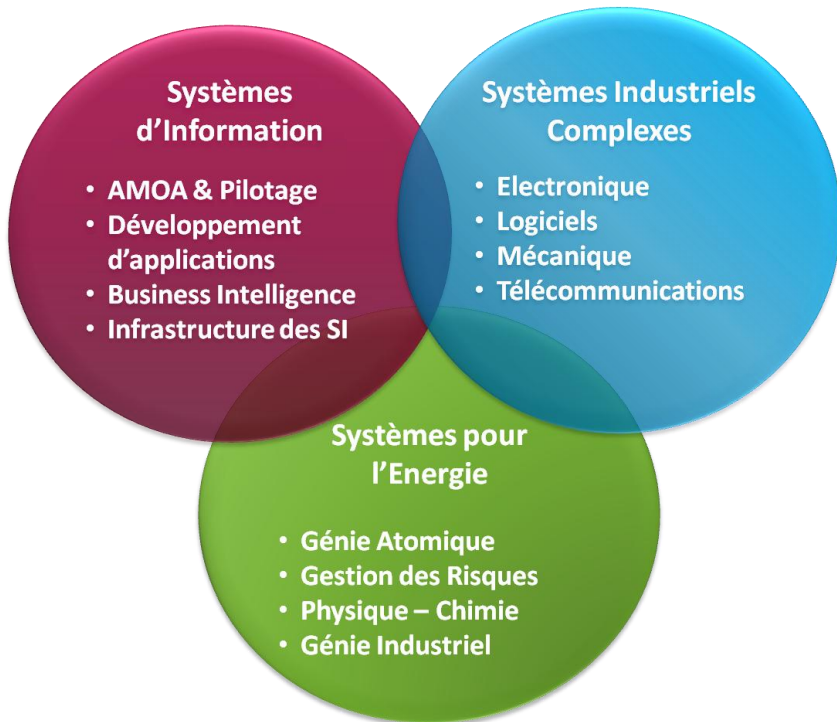 Systèmes
d’Information
• AMOA & Pilotage
• Développement
d’applications
• Business Intelligence
• Infrastructure des SI
Systèmes Industriels
Complexes
• Electronique
• Logiciels
• Mécanique
• Télécommunications
Systèmes pour
l’Energie
• Génie Atomique
• Gestion des Risques
• Physique – Chimie
• Génie Industriel